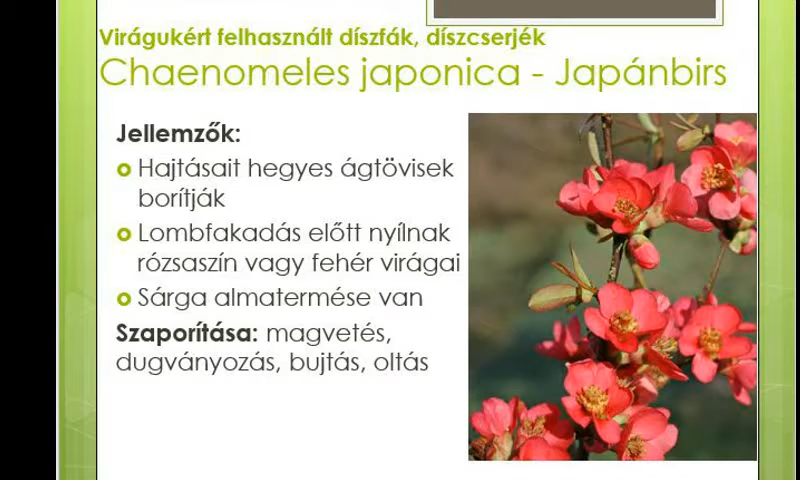 Virágukért felhasznált díszfák, díszcserjék
Chaenomeles japonica - Japánbirs
Jellemzők:
Hajtásait hegyes ágtövisek
borítják
Lombfakadás előtt nyílnak
rózsaszín vagy fehér virágai
Sárga almatermése van
Szaporítása: magvetés,
dugványozás, bujtás, oltás